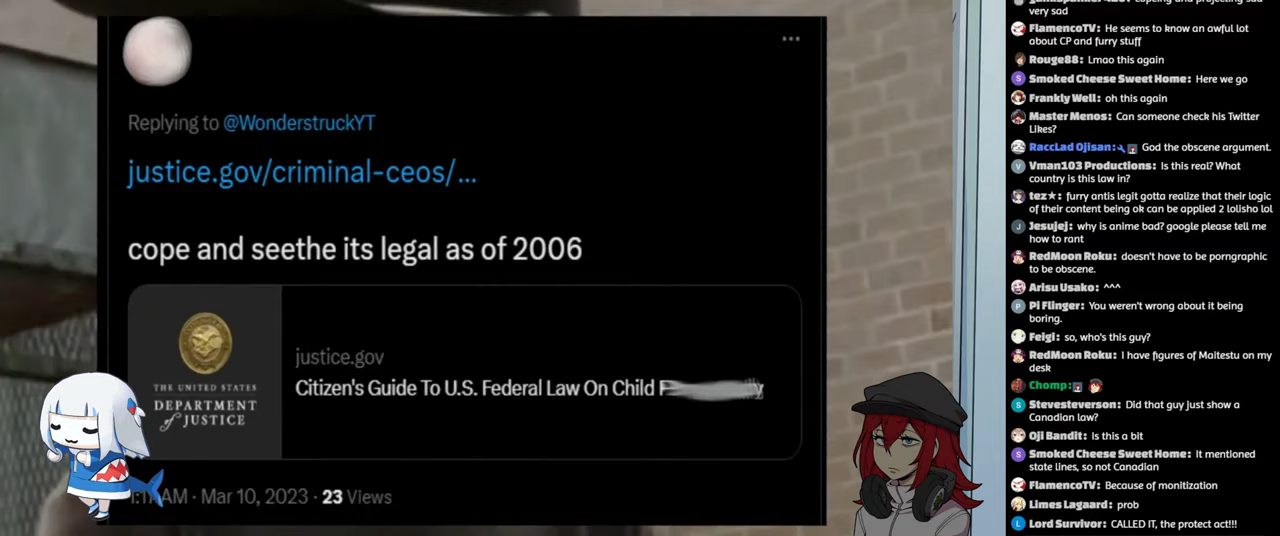 Replying to @WonderstruckYT
justice.gov/criminal-ceos/...
cope and seethe its legal as of 2006
THE UNITED STATES
DEPARTMENT
of JUSTICE
justice.gov
Citizen's Guide To U.S. Federal Law On Child
AM · Mar 10, 2023 · 23 Views
very sad
FlamencoTV: He seems to know an awful lot
about CP and furry stuff
Rouge88: Lmao this again
Smoked Cheese Sweet Home: Here we go
Frankly Well: oh this again
Master Menos: Can someone check his Twitter
Likes?
RaccLad Ojisan: God the obscene argument.
Vman103 Productions: Is this real? What
country is this law in?
tez★: furry antis legit gotta realize that their logic
of their content being ok can be applied 2 lolisho lol
Jesujej: why is anime bad? google please tell me
how to rant
RedMoon Roku: doesn't have to be porngraphic
to be obscene.
Arisu Usako: ^^^
Pi Flinger: You weren't wrong about it being
boring.
Feigi: so, who's this guy?
RedMoon Roku: I have figures of Maitestu on my
desk
Chomp:
Stevesteverson: Did that guy just show a
Canadian law?
Oji Bandit: Is this a bit
Smoked Cheese Sweet Home: It mentioned
state lines, so not Canadian
FlamencoTV: Because of monitization
Limes Lagaard: prob
Lord Survivor: CALLED IT, the protect act!!!